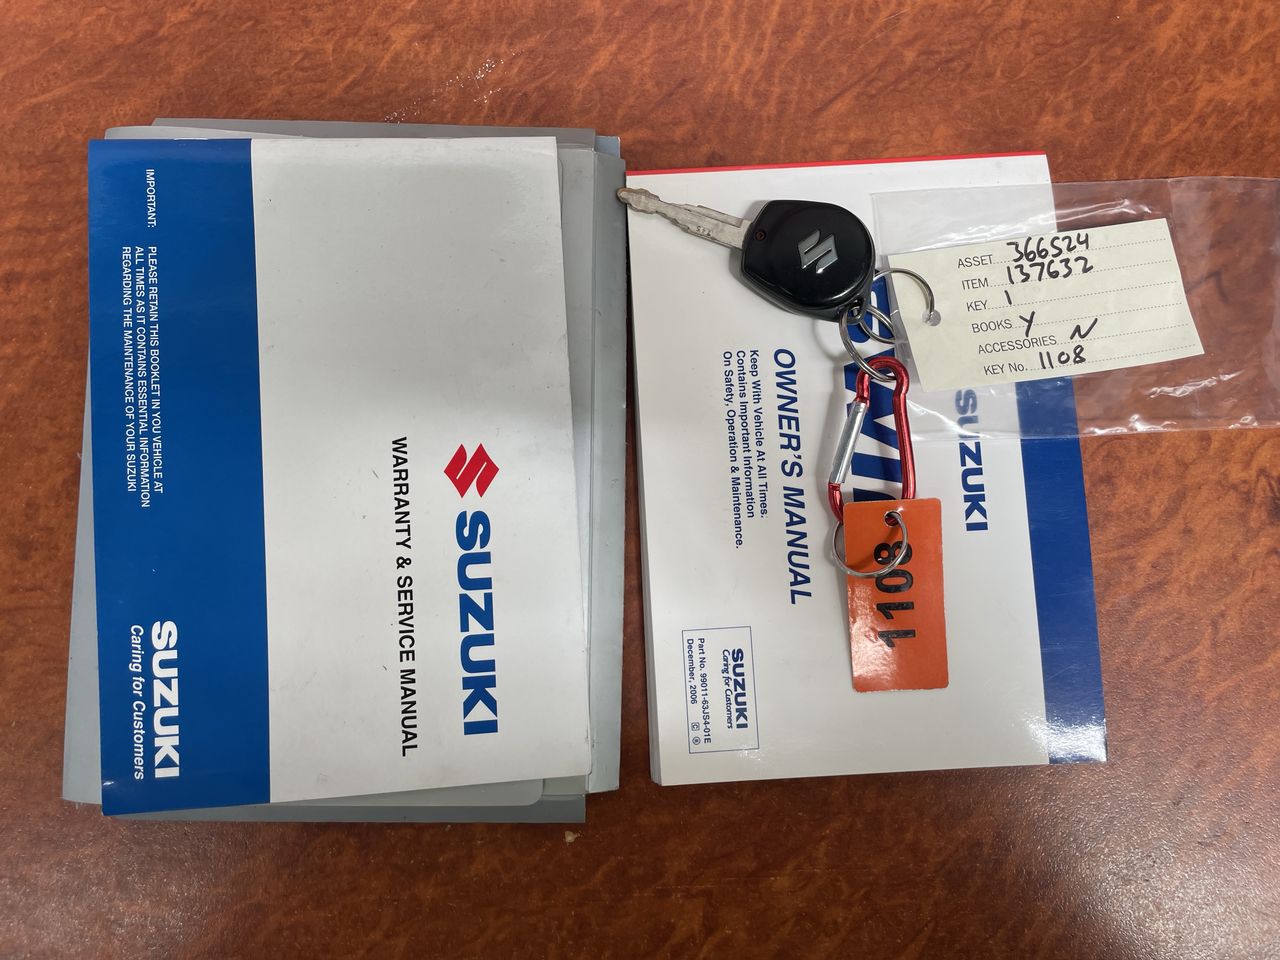 IMPORTANT: PLEASE RETAIN THIS BOOKLET IN YOU VEHICLE AT
ALL TIMES AS IT CONTAINS ESSENTIAL INFORMATION
REGARDING THE MAINTENANCE OF YOUR SUZUKI
SUZUKI
Caring for Customers
SUZUKI
WARRANTY & SERVICE MANUAL
SUZUKI
OWNER'S MANUAL
Keep With Vehicle At All Times.
Contains Important Information
On Safety, Operation & Maintenance.
SUZUKI
Caring for Customers
Part No. 99011-63JS4-01E
December, 2006
ASSET 366524
ITEM 137632
KEY 1
BOOKS Y
ACCESSORIES N
KEY No. 1108
1108